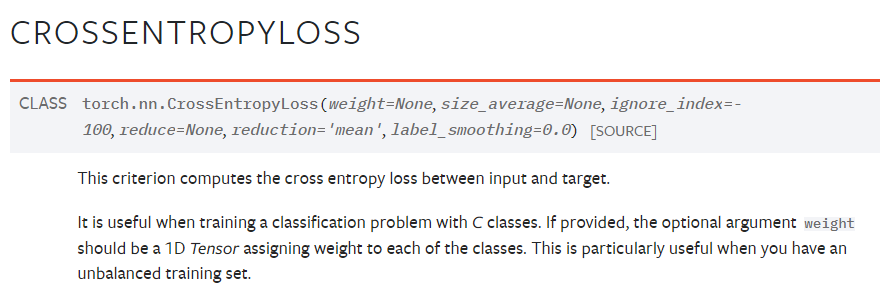 CROSSENTROPYLOSS
CLASS torch.nn.CrossEntropyLoss(weight=None, size_average=None, ignore_index=-
100, reduce=None, reduction='mean', label_smoothing=0.0) [SOURCE]
This criterion computes the cross entropy loss between input and target.
It is useful when training a classification problem with C classes. If provided, the optional argument weight
should be a 1D Tensor assigning weight to each of the classes. This is particularly useful when you have an
unbalanced training set.